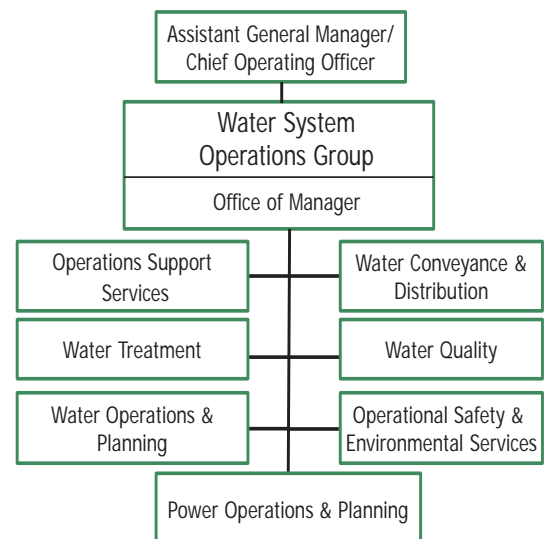 Assistant General Manager/
Chief Operating Officer
Water System
Operations Group
Office of Manager
Operations Support
Services
Water Conveyance &
Distribution
Water Treatment
Water Quality
Water Operations &
Planning
Operational Safety &
Environmental Services
Power Operations & Planning